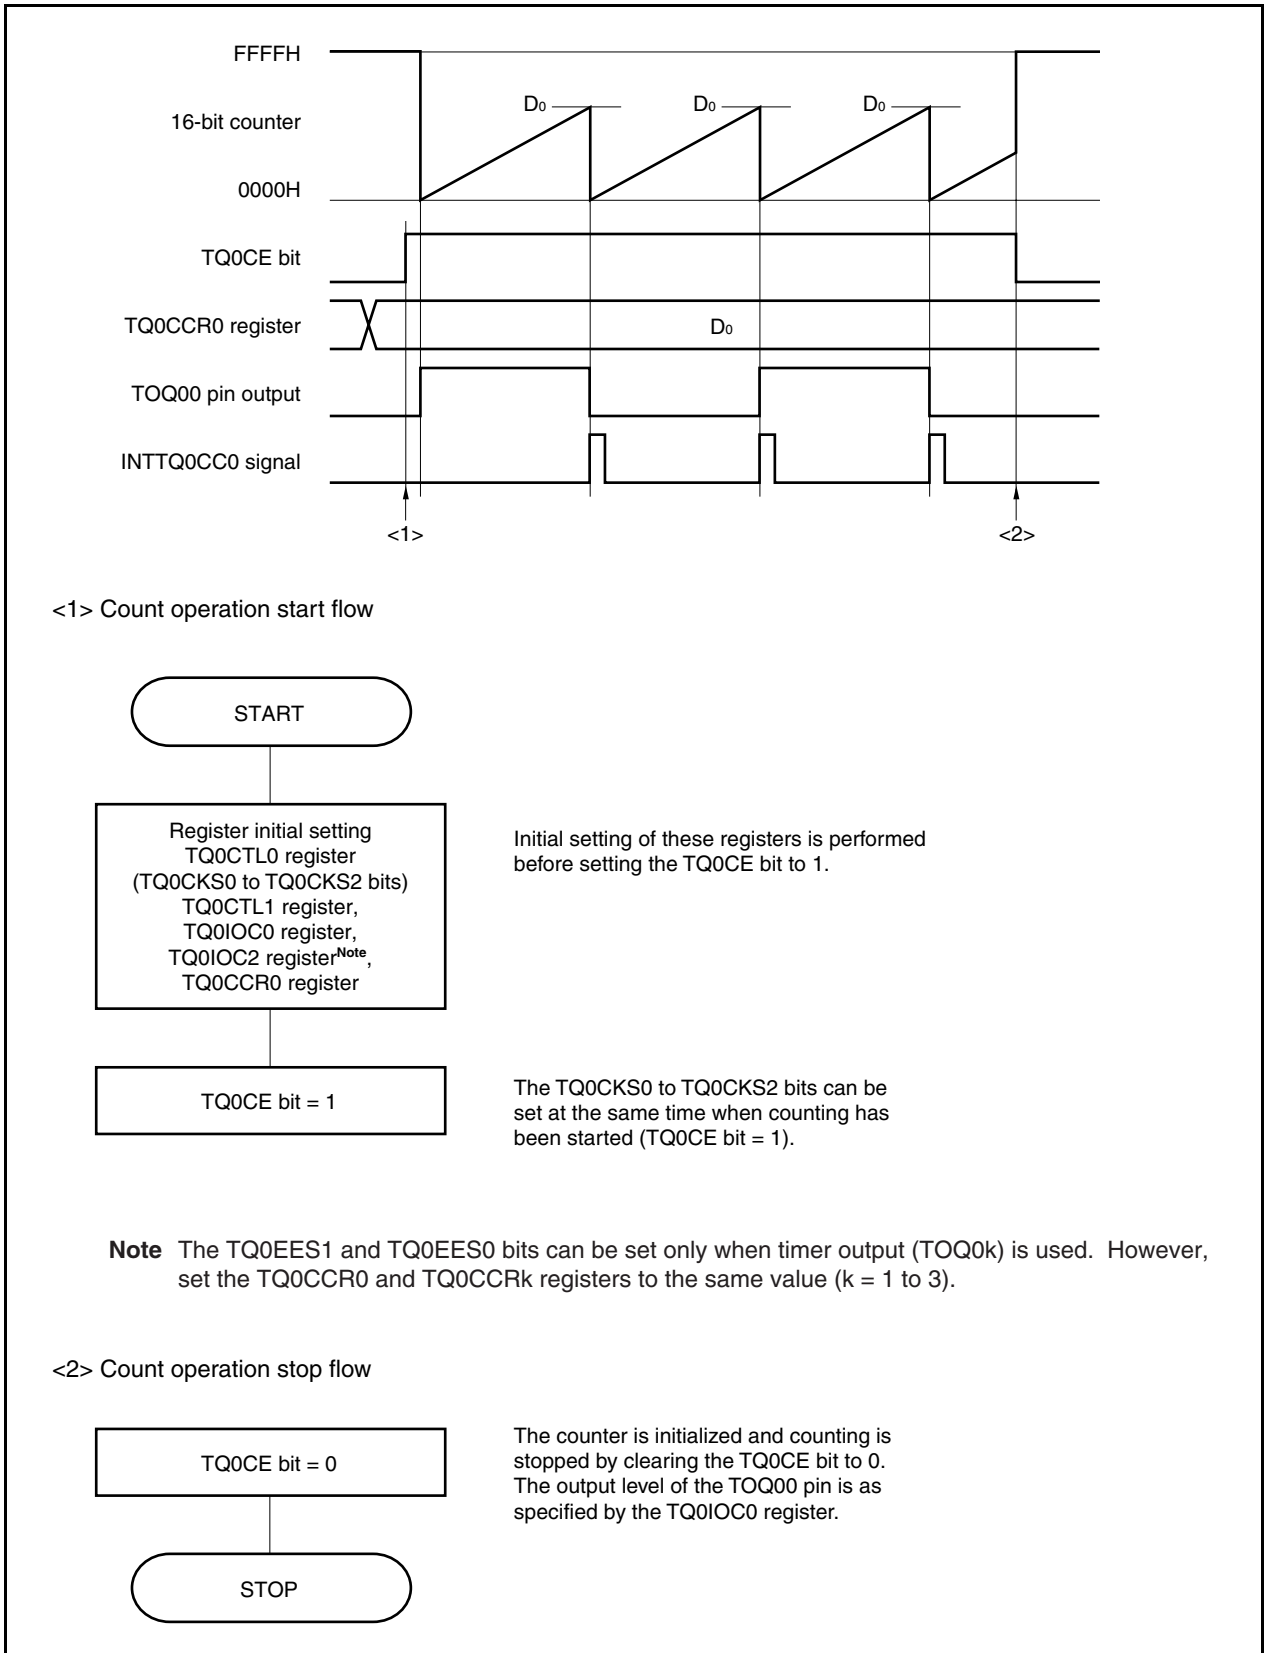 FFFFH
D0 D0 D0
16-bit counter
0000H
TQ0CE bit
TQ0CCR0 register
D0
TOQ00 pin output
INTTQ0CC0 signal
<1> <2>
<1> Count operation start flow
START
Register initial setting
TQ0CTL0 register
(TQ0CKS0 to TQ0CKS2 bits)
TQ0CTL1 register,
TQ0IOC0 register,
TQ0IOC2 registerNote,
TQ0CCR0 register
Initial setting of these registers is performed
before setting the TQ0CE bit to 1.
TQ0CE bit = 1
The TQ0CKS0 to TQ0CKS2 bits can be
set at the same time when counting has
been started (TQ0CE bit = 1).
Note The TQ0EES1 and TQ0EES0 bits can be set only when timer output (TOQ0k) is used. However,
set the TQ0CCR0 and TQ0CCRk registers to the same value (k = 1 to 3).
<2> Count operation stop flow
TQ0CE bit = 0
The counter is initialized and counting is
stopped by clearing the TQ0CE bit to 0.
The output level of the TOQ00 pin is as
specified by the TQ0IOC0 register.
STOP